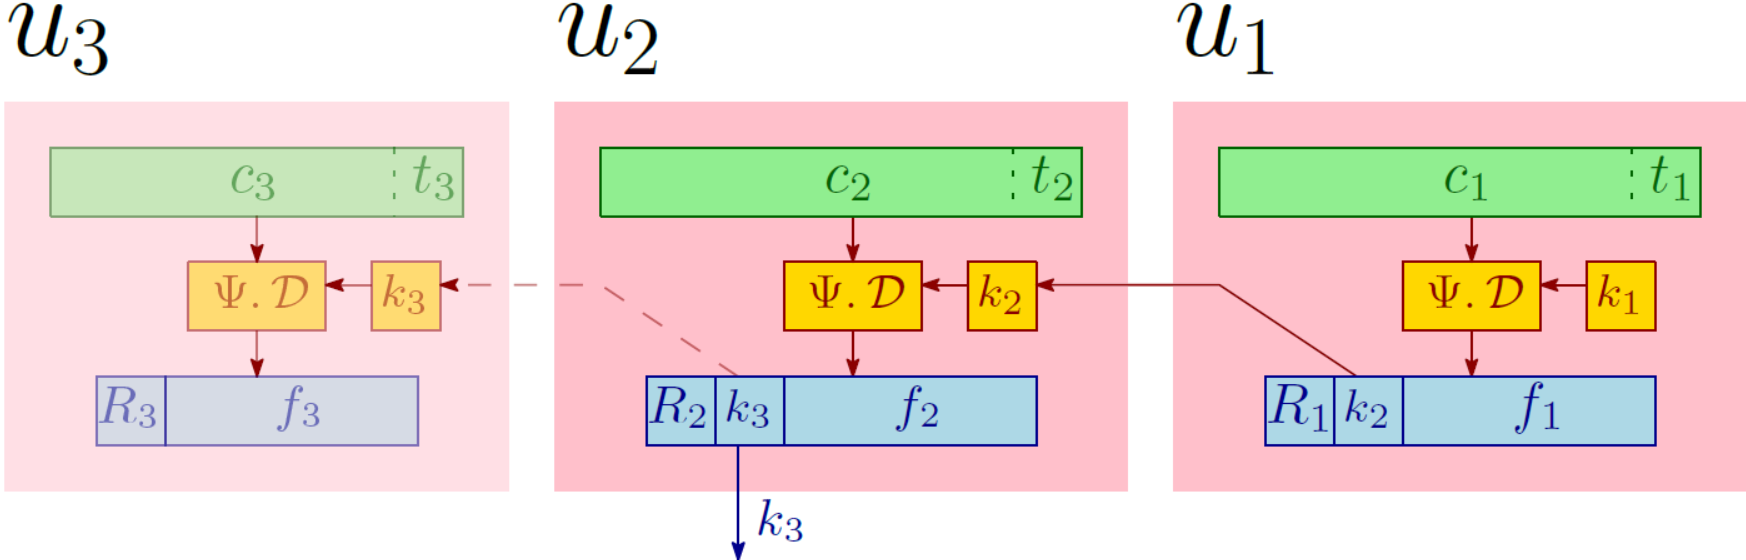 u₃ u₂ u₁
c₃ t₃ c₂ t₂ c₁ t₁
Ψ.𝒟 k₃ Ψ.𝒟 k₂ Ψ.𝒟 k₁
R₃ f₃ R₂ k₃ f₂ R₁ k₂ f₁
k₃